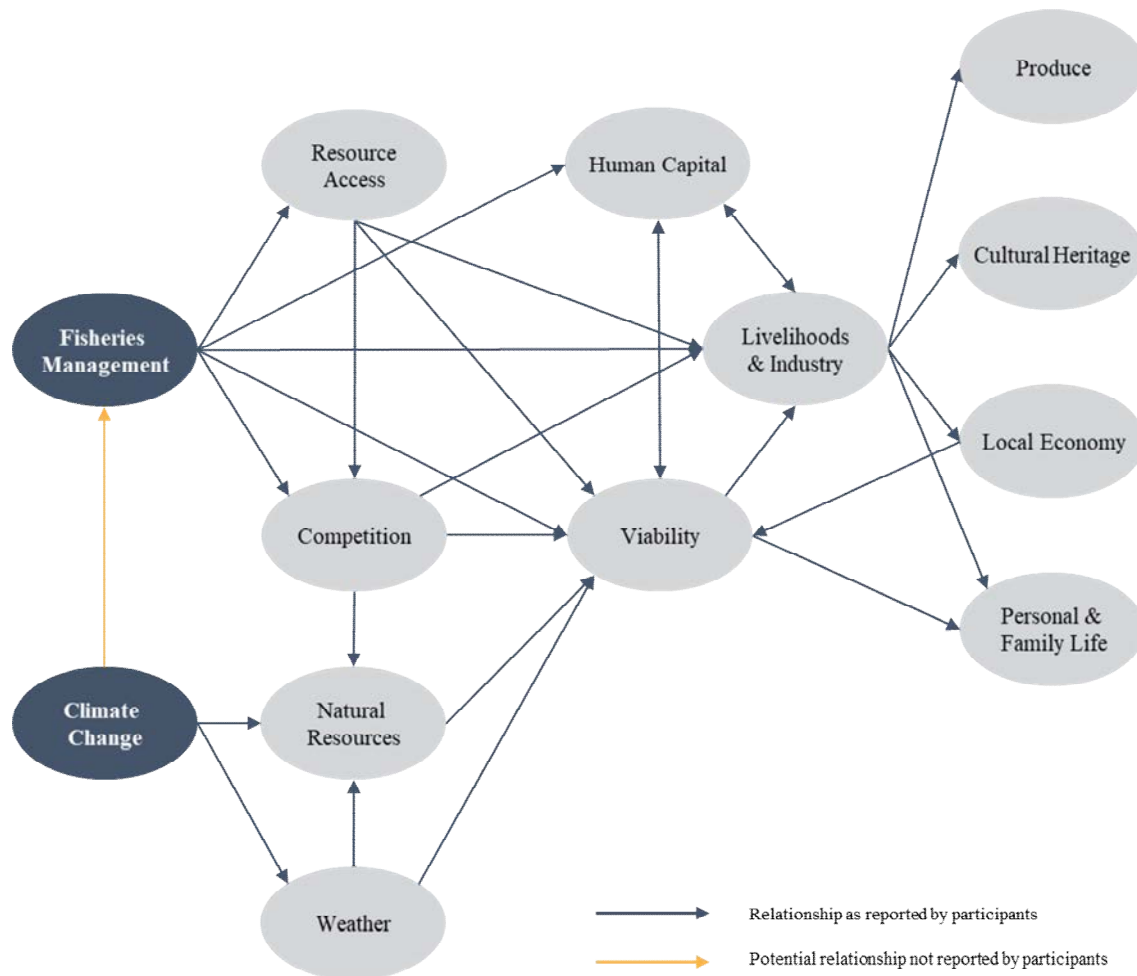 Produce
Resource
Access
Human Capital
Cultural Heritage
Fisheries
Management
Livelihoods
& Industry
Local Economy
Competition
Viability
Personal &
Family Life
Climate
Change
Natural
Resources
Weather
Relationship as reported by participants
Potential relationship not reported by participants